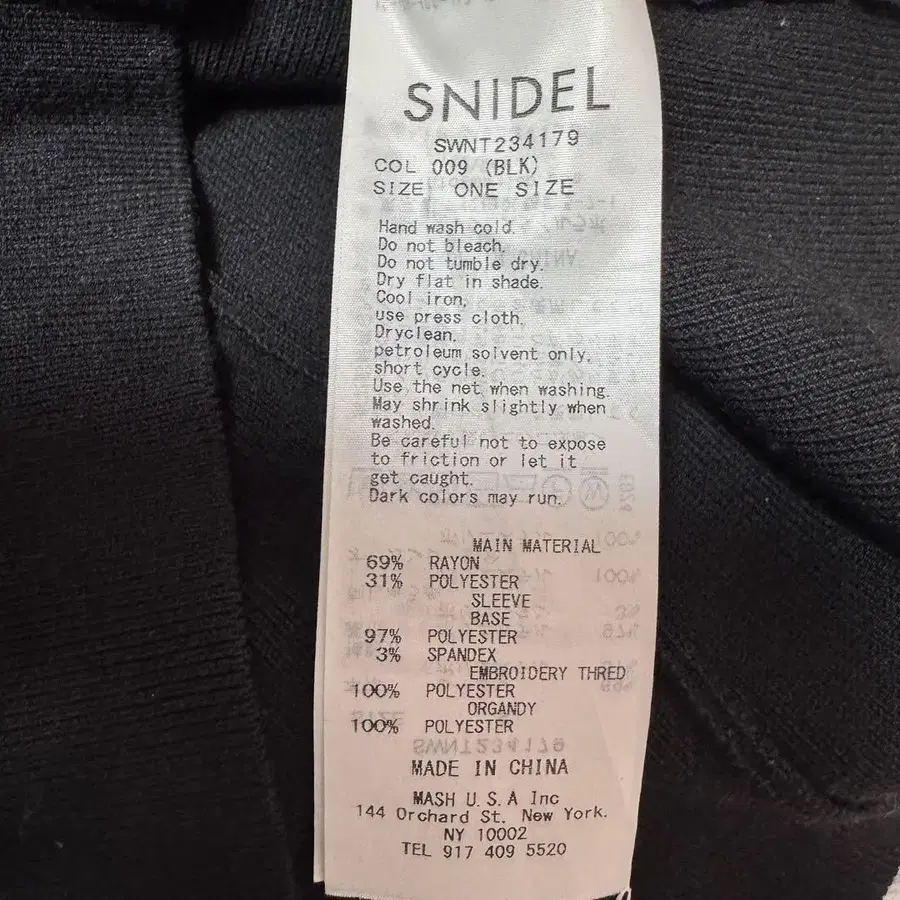 SNIDEL
SWNT234179
COL 009 (BLK)
SIZE ONE SIZE
Hand wash cold.
Do not bleach.
Do not tumble dry.
Dry flat in shade.
Cool iron,
use press cloth.
Dryclean,
petroleum solvent only,
short cycle.
Use the net when washing.
May shrink slightly when
washed.
Be careful not to expose
to friction or let it
get caught.
Dark colors may run.
MAIN MATERIAL
69% RAYON
31% POLYESTER
SLEEVE
BASE
97% POLYESTER
3% SPANDEX
EMBROIDERY THRED
100% POLYESTER
ORGANDY
100% POLYESTER
MADE IN CHINA
MASH U.S.A Inc
144 Orchard St. New York.
NY 10002
TEL 917 409 5520